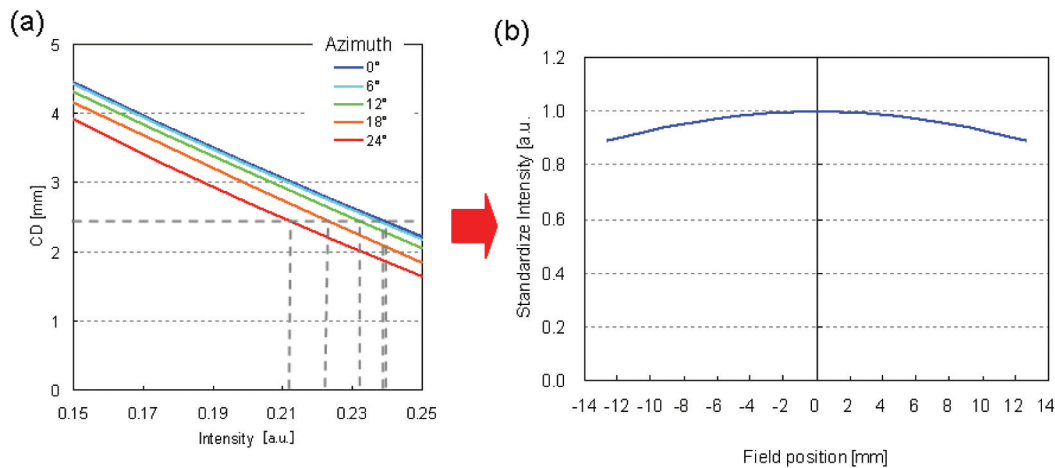 (a)
5
4
3
2
1
0
CD [mm]
Azimuth
0°
6°
12°
18°
24°
0.15 0.17 0.19 0.21 0.23 0.25
Intensity [a.u.]
(b)
1.2
1.0
0.8
0.6
0.4
0.2
0.0
Standardize Intensity [a.u.
-14 -12 -10 -8 -6 -4 -2 0 2 4 6 8 10 12 14
Field position [mm]